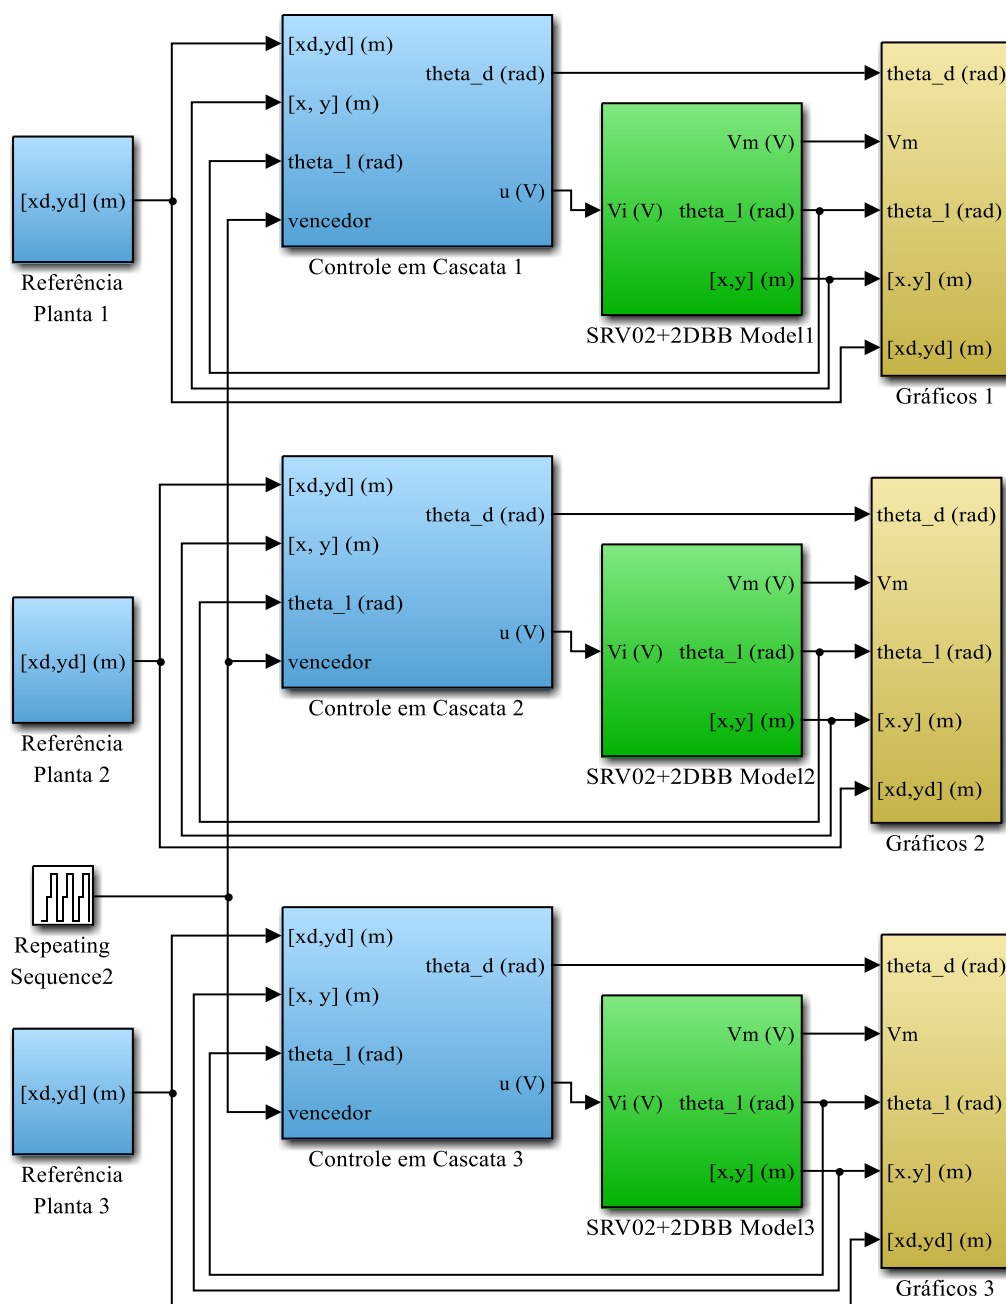 [xd,yd] (m)
Referência
Planta 1
[xd,yd] (m)
[x, y] (m)
theta_l (rad)
vencedor
theta_d (rad)
u (V)
Controle em Cascata 1
Vi (V)
Vm (V)
theta_l (rad)
[x,y] (m)
SRV02+2DBB Model1
theta_d (rad)
Vm
theta_l (rad)
[x.y] (m)
[xd,yd] (m)
Gráficos 1
[xd,yd] (m)
Referência
Planta 2
[xd,yd] (m)
[x, y] (m)
theta_l (rad)
vencedor
theta_d (rad)
u (V)
Controle em Cascata 2
Vi (V)
Vm (V)
theta_l (rad)
[x,y] (m)
SRV02+2DBB Model2
theta_d (rad)
Vm
theta_l (rad)
[x.y] (m)
[xd,yd] (m)
Gráficos 2
Repeating
Sequence2
[xd,yd] (m)
Referência
Planta 3
[xd,yd] (m)
[x, y] (m)
theta_l (rad)
vencedor
theta_d (rad)
u (V)
Controle em Cascata 3
Vi (V)
Vm (V)
theta_l (rad)
[x,y] (m)
SRV02+2DBB Model3
theta_d (rad)
Vm
theta_l (rad)
[x.y] (m)
[xd,yd] (m)
Gráficos 3